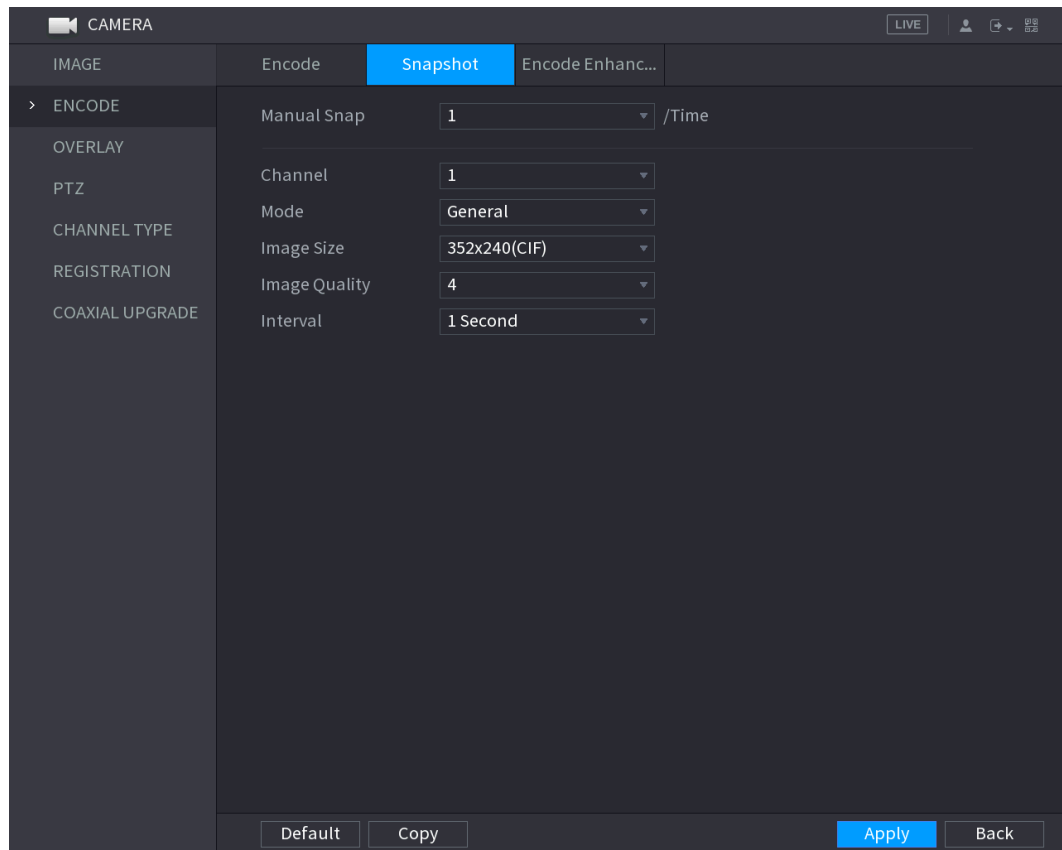 CAMERA LIVE
IMAGE
ENCODE
OVERLAY
PTZ
CHANNEL TYPE
REGISTRATION
COAXIAL UPGRADE
Encode Snapshot Encode Enhanc...
Manual Snap 1 /Time
Channel 1
Mode General
Image Size 352x240(CIF)
Image Quality 4
Interval 1 Second
Default Copy Apply Back